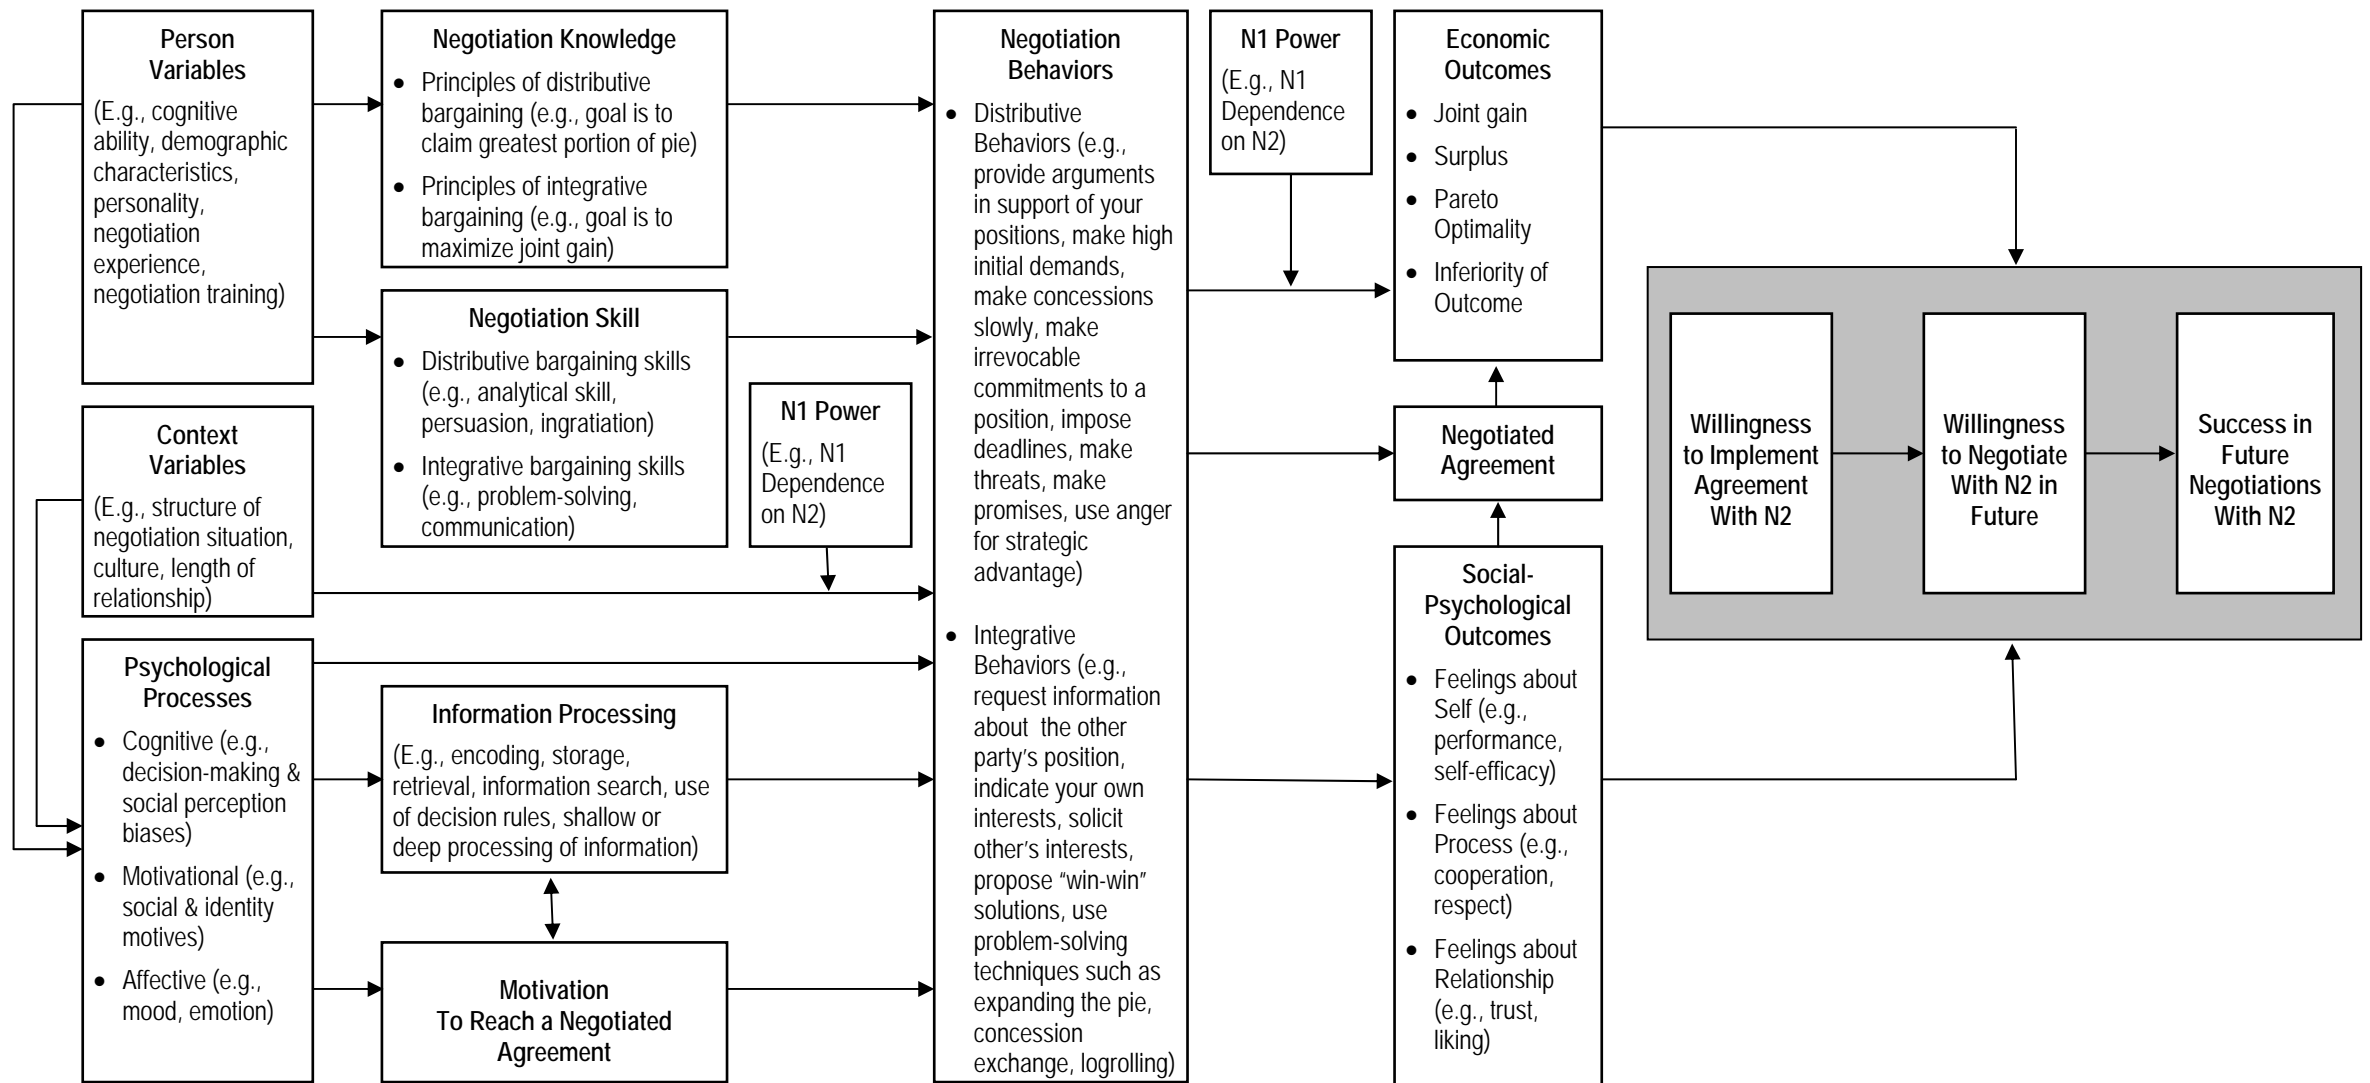 Person
Variables
(E.g., cognitive
ability, demographic
characteristics,
personality,
negotiation
experience,
negotiation training)
Context
Variables
(E.g., structure of
negotiation situation,
culture, length of
relationship)
Psychological
Processes
• Cognitive (e.g.,
decision-making &
social perception
biases)
• Motivational (e.g.,
social & identity
motives)
• Affective (e.g.,
mood, emotion)
Negotiation Knowledge
• Principles of distributive
bargaining (e.g., goal is to
claim greatest portion of pie)
• Principles of integrative
bargaining (e.g., goal is to
maximize joint gain)
Negotiation Skill
• Distributive bargaining skills
(e.g., analytical skill,
persuasion, ingratiation)
• Integrative bargaining skills
(e.g., problem-solving,
communication)
N1 Power
(E.g., N1
Dependence
on N2)
Information Processing
(E.g., encoding, storage,
retrieval, information search, use
of decision rules, shallow or
deep processing of information)
Motivation
To Reach a Negotiated
Agreement
Negotiation
Behaviors
• Distributive
Behaviors (e.g.,
provide arguments
in support of your
positions, make high
initial demands,
make concessions
slowly, make
irrevocable
commitments to a
position, impose
deadlines, make
threats, make
promises, use anger
for strategic
advantage)
• Integrative
Behaviors (e.g.,
request information
about the other
party's position,
indicate your own
interests, solicit
other's interests,
propose “win-win”
solutions, use
problem-solving
techniques such as
expanding the pie,
concession
exchange, logrolling)
N1 Power
(E.g., N1
Dependence
on N2)
Economic
Outcomes
• Joint gain
• Surplus
• Pareto
Optimality
• Inferiority of
Outcome
Negotiated
Agreement
Social-
Psychological
Outcomes
• Feelings about
Self (e.g.,
performance,
self-efficacy)
• Feelings about
Process (e.g.,
cooperation,
respect)
• Feelings about
Relationship
(e.g., trust,
liking)
Willingness
to Implement
Agreement
With N2
Willingness
to Negotiate
With N2 in
Future
Success in
Future
Negotiations
With N2